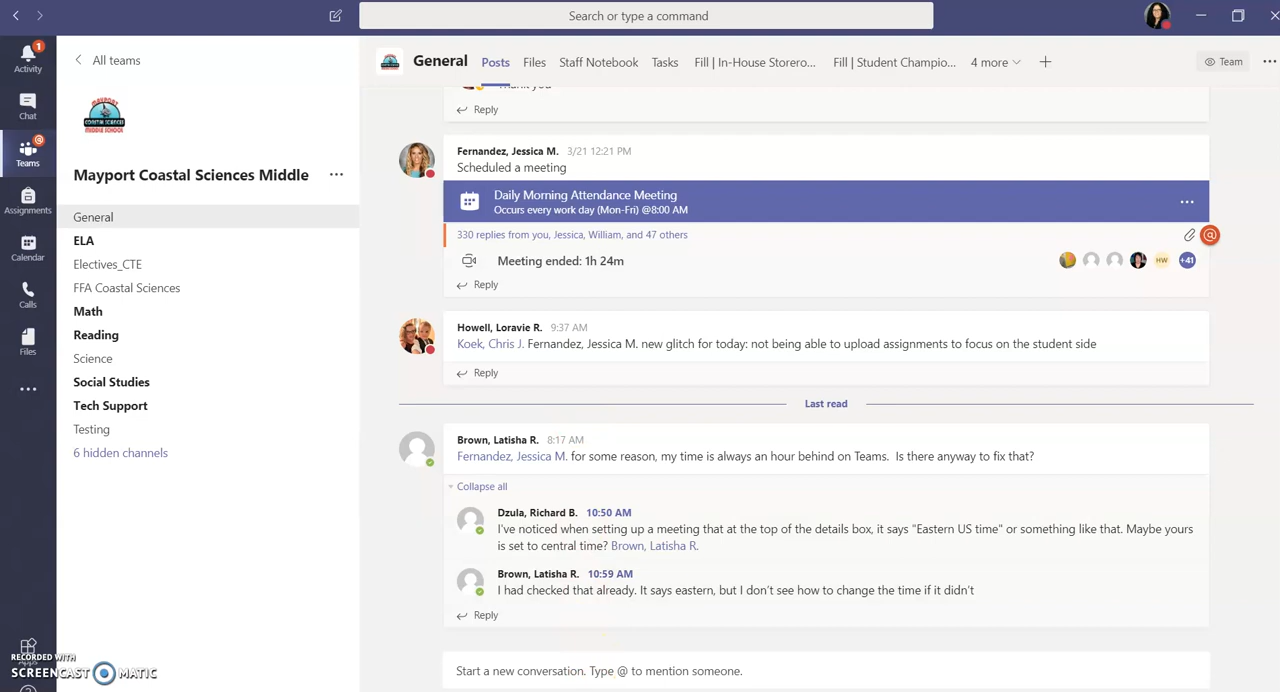 Search or type a command
1
Activity
Chat
Teams
Assignments
Calendar
Calls
Files
RECORDED WITH
SCREENCAST MATIC
All teams
MAYPORT
COASTAL SCIENCES
MIDDLE SCHOOL
Mayport Coastal Sciences Middle
General
ELA
Electives_CTE
FFA Coastal Sciences
Math
Reading
Science
Social Studies
Tech Support
Testing
6 hidden channels
General Posts Files Staff Notebook Tasks Fill | In-House Storero... Fill | Student Champio... 4 more + Team
Thank you
Reply
Fernandez, Jessica M. 3/21 12:21 PM
Scheduled a meeting
Daily Morning Attendance Meeting
Occurs every work day (Mon-Fri) @8:00 AM
330 replies from you, Jessica, William, and 47 others
@
Meeting ended: 1h 24m
HW +41
Reply
Howell, Loravie R. 9:37 AM
Koek, Chris J. Fernandez, Jessica M. new glitch for today: not being able to upload assignments to focus on the student side
Reply
Last read
Brown, Latisha R. 8:17 AM
Fernandez, Jessica M. for some reason, my time is always an hour behind on Teams. Is there anyway to fix that?
Collapse all
Dzula, Richard B. 10:50 AM
I've noticed when setting up a meeting that at the top of the details box, it says "Eastern US time" or something like that. Maybe yours
is set to central time? Brown, Latisha R.
Brown, Latisha R. 10:59 AM
I had checked that already. It says eastern, but I don't see how to change the time if it didn't
Reply
Start a new conversation. Type @ to mention someone.